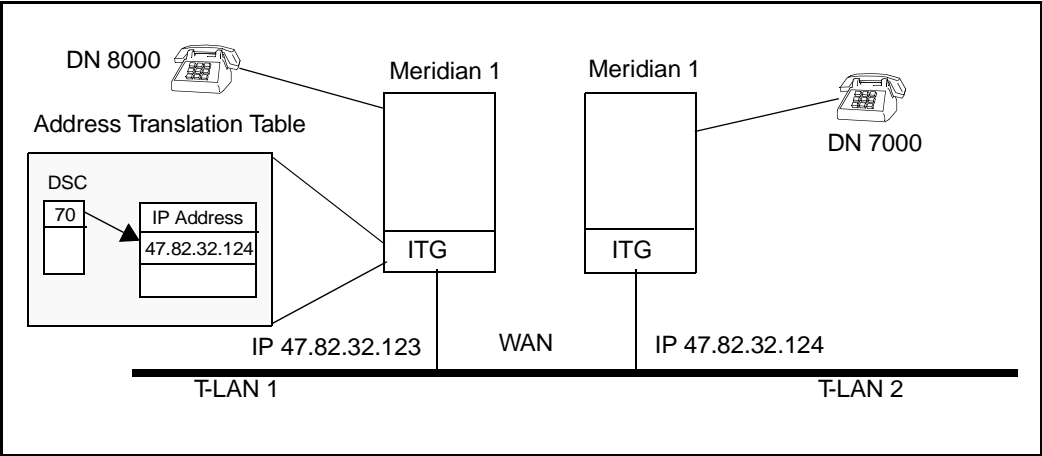 DN 8000
Meridian 1
Meridian 1
DN 7000
Address Translation Table
DSC
70
IP Address
47.82.32.124
ITG
ITG
IP 47.82.32.123
WAN
IP 47.82.32.124
T-LAN 1
T-LAN 2